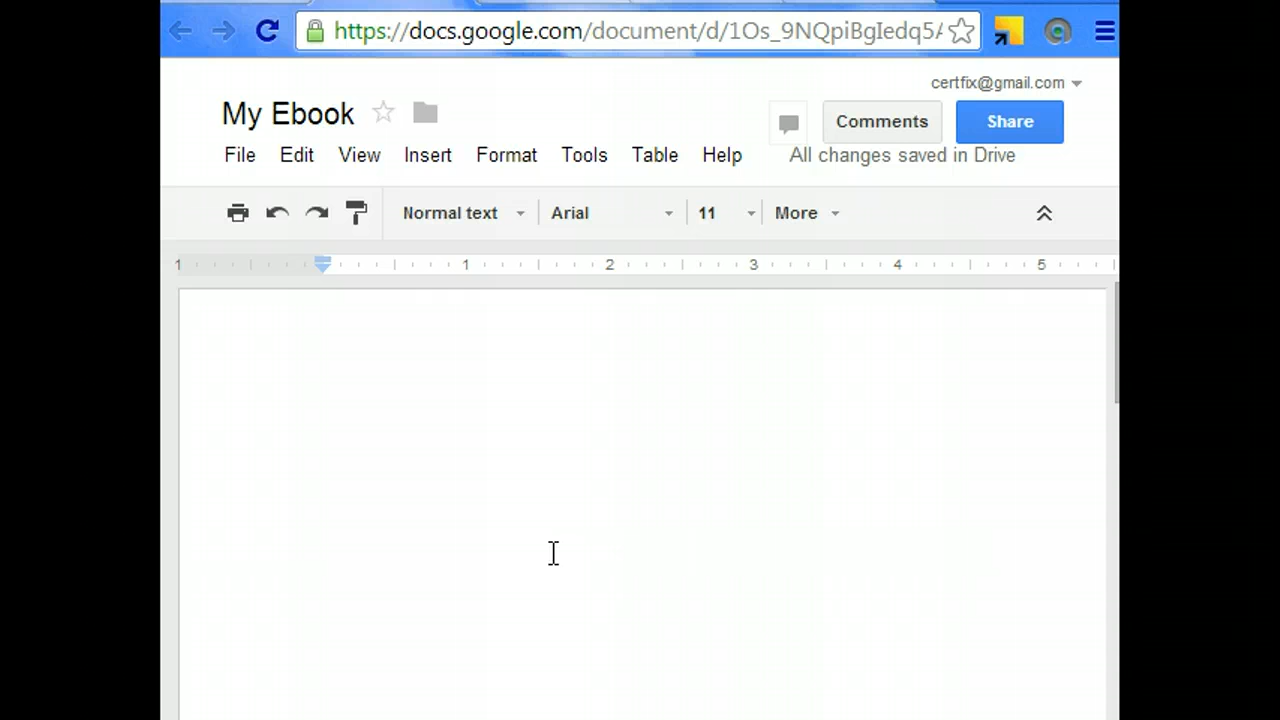 https://docs.google.com/document/d/1Os_9NQpiBgIedq5
certfix@gmail.com
My Ebook
Comments
Share
File Edit View Insert Format Tools Table Help All changes saved in Drive
Normal text Arial 11 More
1 1 2 3 4 5